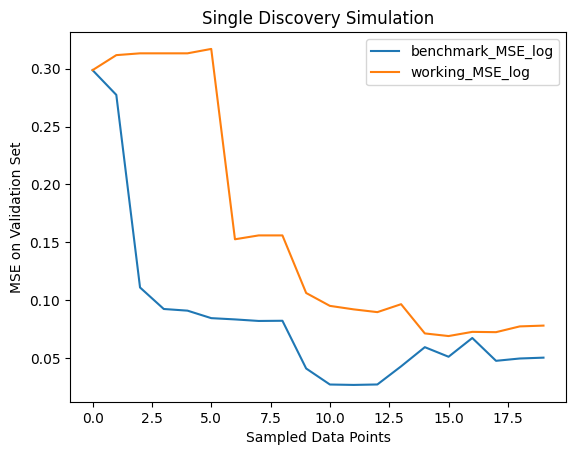 Single Discovery Simulation
benchmark_MSE_log
working_MSE_log
MSE on Validation Set
0.30
0.25
0.20
0.15
0.10
0.05
0.0 2.5 5.0 7.5 10.0 12.5 15.0 17.5
Sampled Data Points